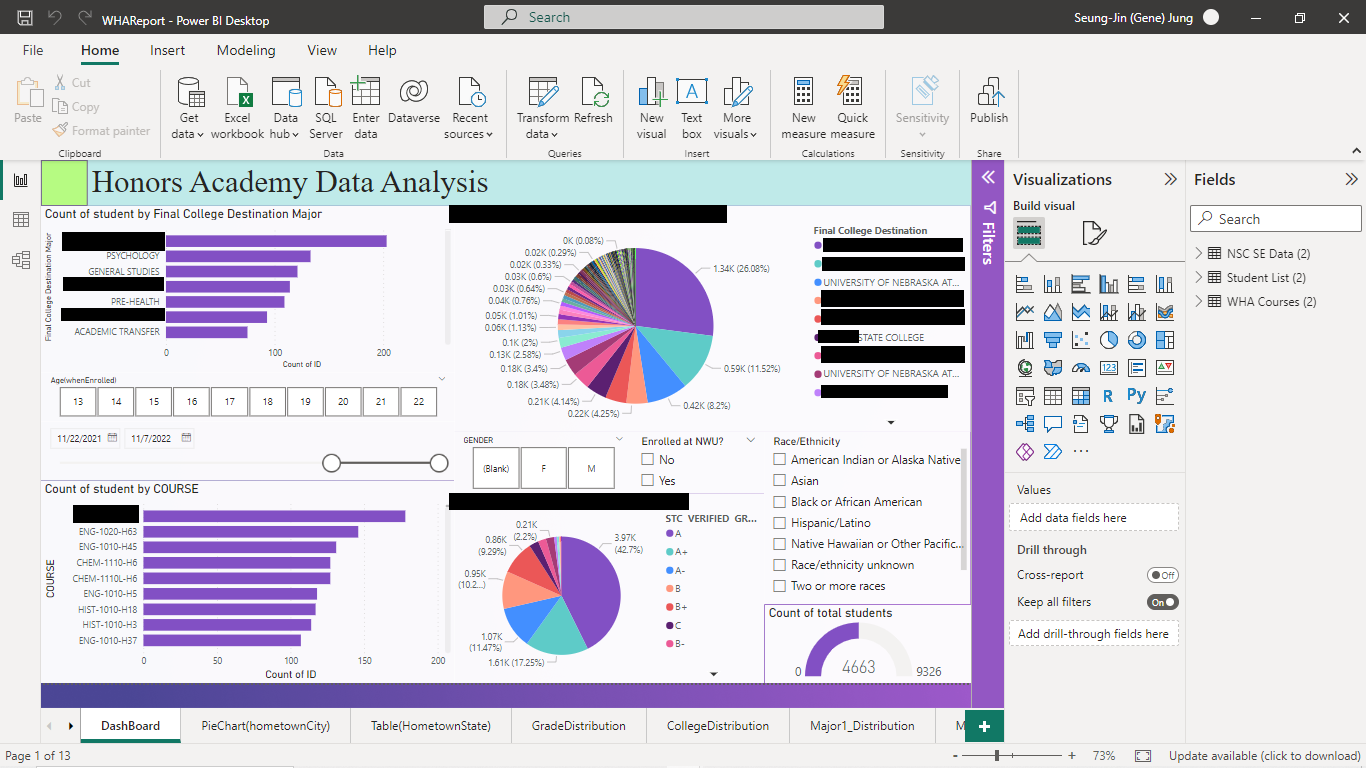 WHAReport - Power BI Desktop
Search
Seung-Jin (Gene) Jung
File Home Insert Modeling View Help
Paste
Cut
Copy
Format painter
Clipboard
Get data
Excel workbook
Data hub
SQL Server
Enter data
Dataverse
Recent sources
Data
Transform data
Refresh
Queries
New visual
Text box
More visuals
Insert
New measure
Quick measure
Calculations
Sensitivity
Sensitivity
Publish
Share
Honors Academy Data Analysis
Count of student by Final College Destination Major
Final College Destination Major
PSYCHOLOGY
GENERAL STUDIES
PRE-HEALTH
ACADEMIC TRANSFER
0 100 200
Count of ID
0K (0.08%)
0.02K (0.29%)
0.02K (0.33%)
0.03K (0.6%)
0.03K (0.64%)
0.04K (0.76%)
0.05K (1.01%)
0.06K (1.13%)
0.1K (2%)
0.13K (2.58%)
0.18K (3.4%)
0.18K (3.48%)
0.21K (4.14%)
0.22K (4.25%)
0.42K (8.2%)
0.59K (11.52%)
1.34K (26.08%)
Final College Destination
UNIVERSITY OF NEBRASKA AT...
STATE COLLEGE
UNIVERSITY OF NEBRASKA AT...
Age(whenEnrolled)
13 14 15 16 17 18 19 20 21 22
11/22/2021 11/7/2022
GENDER
(Blank) F M
Enrolled at NWU?
No
Yes
Race/Ethnicity
American Indian or Alaska Native
Asian
Black or African American
Hispanic/Latino
Native Hawaiian or Other Pacific...
Race/ethnicity unknown
Two or more races
Count of student by COURSE
COURSE
ENG-1020-H63
ENG-1010-H45
CHEM-1110-H6
CHEM-1110L-H6
ENG-1010-H5
HIST-1010-H18
HIST-1010-H3
ENG-1010-H37
0 50 100 150 200
Count of ID
0.21K (2.2%)
0.86K (9.29%)
0.95K (10.2...)
1.07K (11.47%)
1.61K (17.25%)
3.97K (42.7%)
STC_VERIFIED_GR...
A
A+
A-
B
B+
C
B-
Count of total students
0 4663 9326
Filters
Visualizations
Build visual
R Py
123
Values
Add data fields here
Drill through
Cross-report
Off
Keep all filters
On
Add drill-through fields here
Fields
Search
NSC SE Data (2)
Student List (2)
WHA Courses (2)
DashBoard PieChart(hometownCity) Table(HometownState) GradeDistribution CollegeDistribution Major1_Distribution M
Page 1 of 13
- + 73%
Update available (click to download)